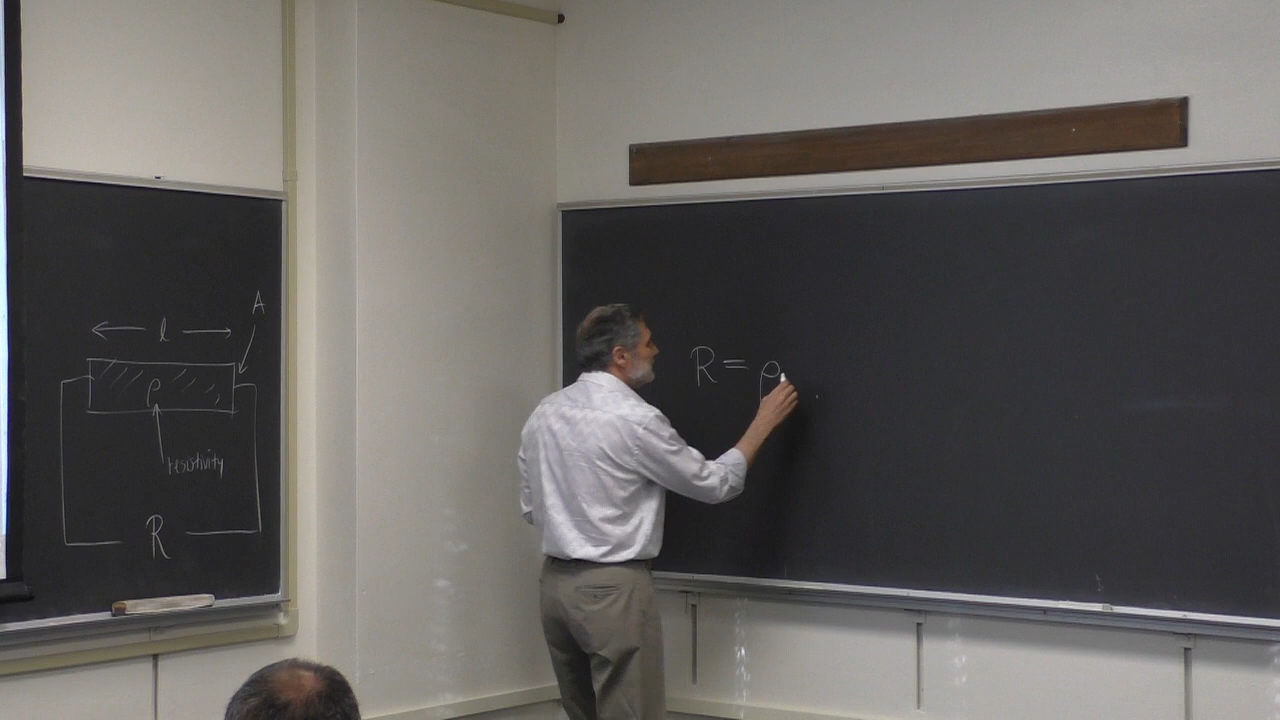 A
l
ρ
resistivity
R
R = ρ